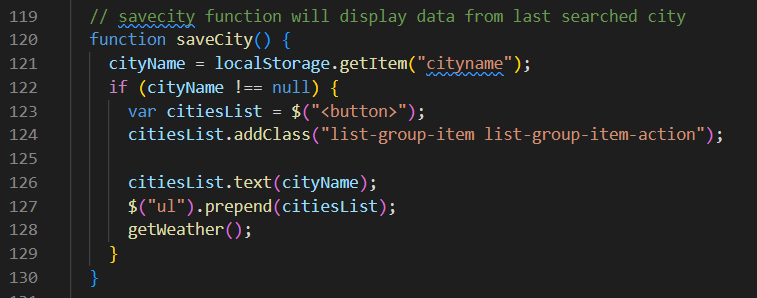 119 // savecity function will display data from last searched city
120 function saveCity() {
121 cityName = localStorage.getItem("cityname");
122 if (cityName !== null) {
123 var citiesList = $("<button>");
124 citiesList.addClass("list-group-item list-group-item-action");
125
126 citiesList.text(cityName);
127 $("ul").prepend(citiesList);
128 getWeather();
129 }
130 }